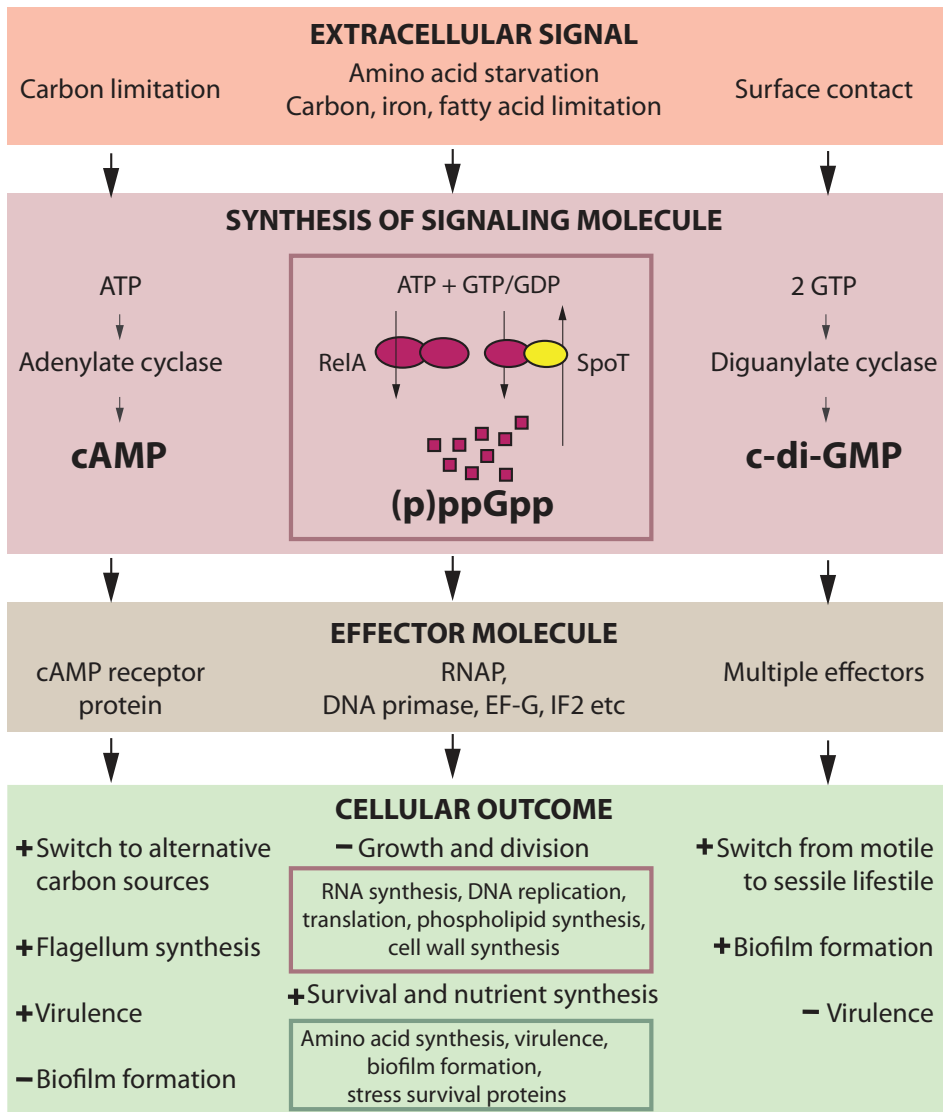 EXTRACELLULAR SIGNAL
Carbon limitation
Amino acid starvation
Carbon, iron, fatty acid limitation
Surface contact
SYNTHESIS OF SIGNALING MOLECULE
ATP
Adenylate cyclase
cAMP
ATP + GTP/GDP
RelA
SpoT
(p)ppGpp
2 GTP
Diguanylate cyclase
c-di-GMP
EFFECTOR MOLECULE
cAMP receptor
protein
RNAP,
DNA primase, EF-G, IF2 etc
Multiple effectors
CELLULAR OUTCOME
+Switch to alternative
carbon sources
+Flagellum synthesis
+Virulence
−Biofilm formation
−Growth and division
RNA synthesis, DNA replication,
translation, phospholipid synthesis,
cell wall synthesis
+Survival and nutrient synthesis
Amino acid synthesis, virulence,
biofilm formation,
stress survival proteins
+Switch from motile
to sessile lifestile
+Biofilm formation
− Virulence